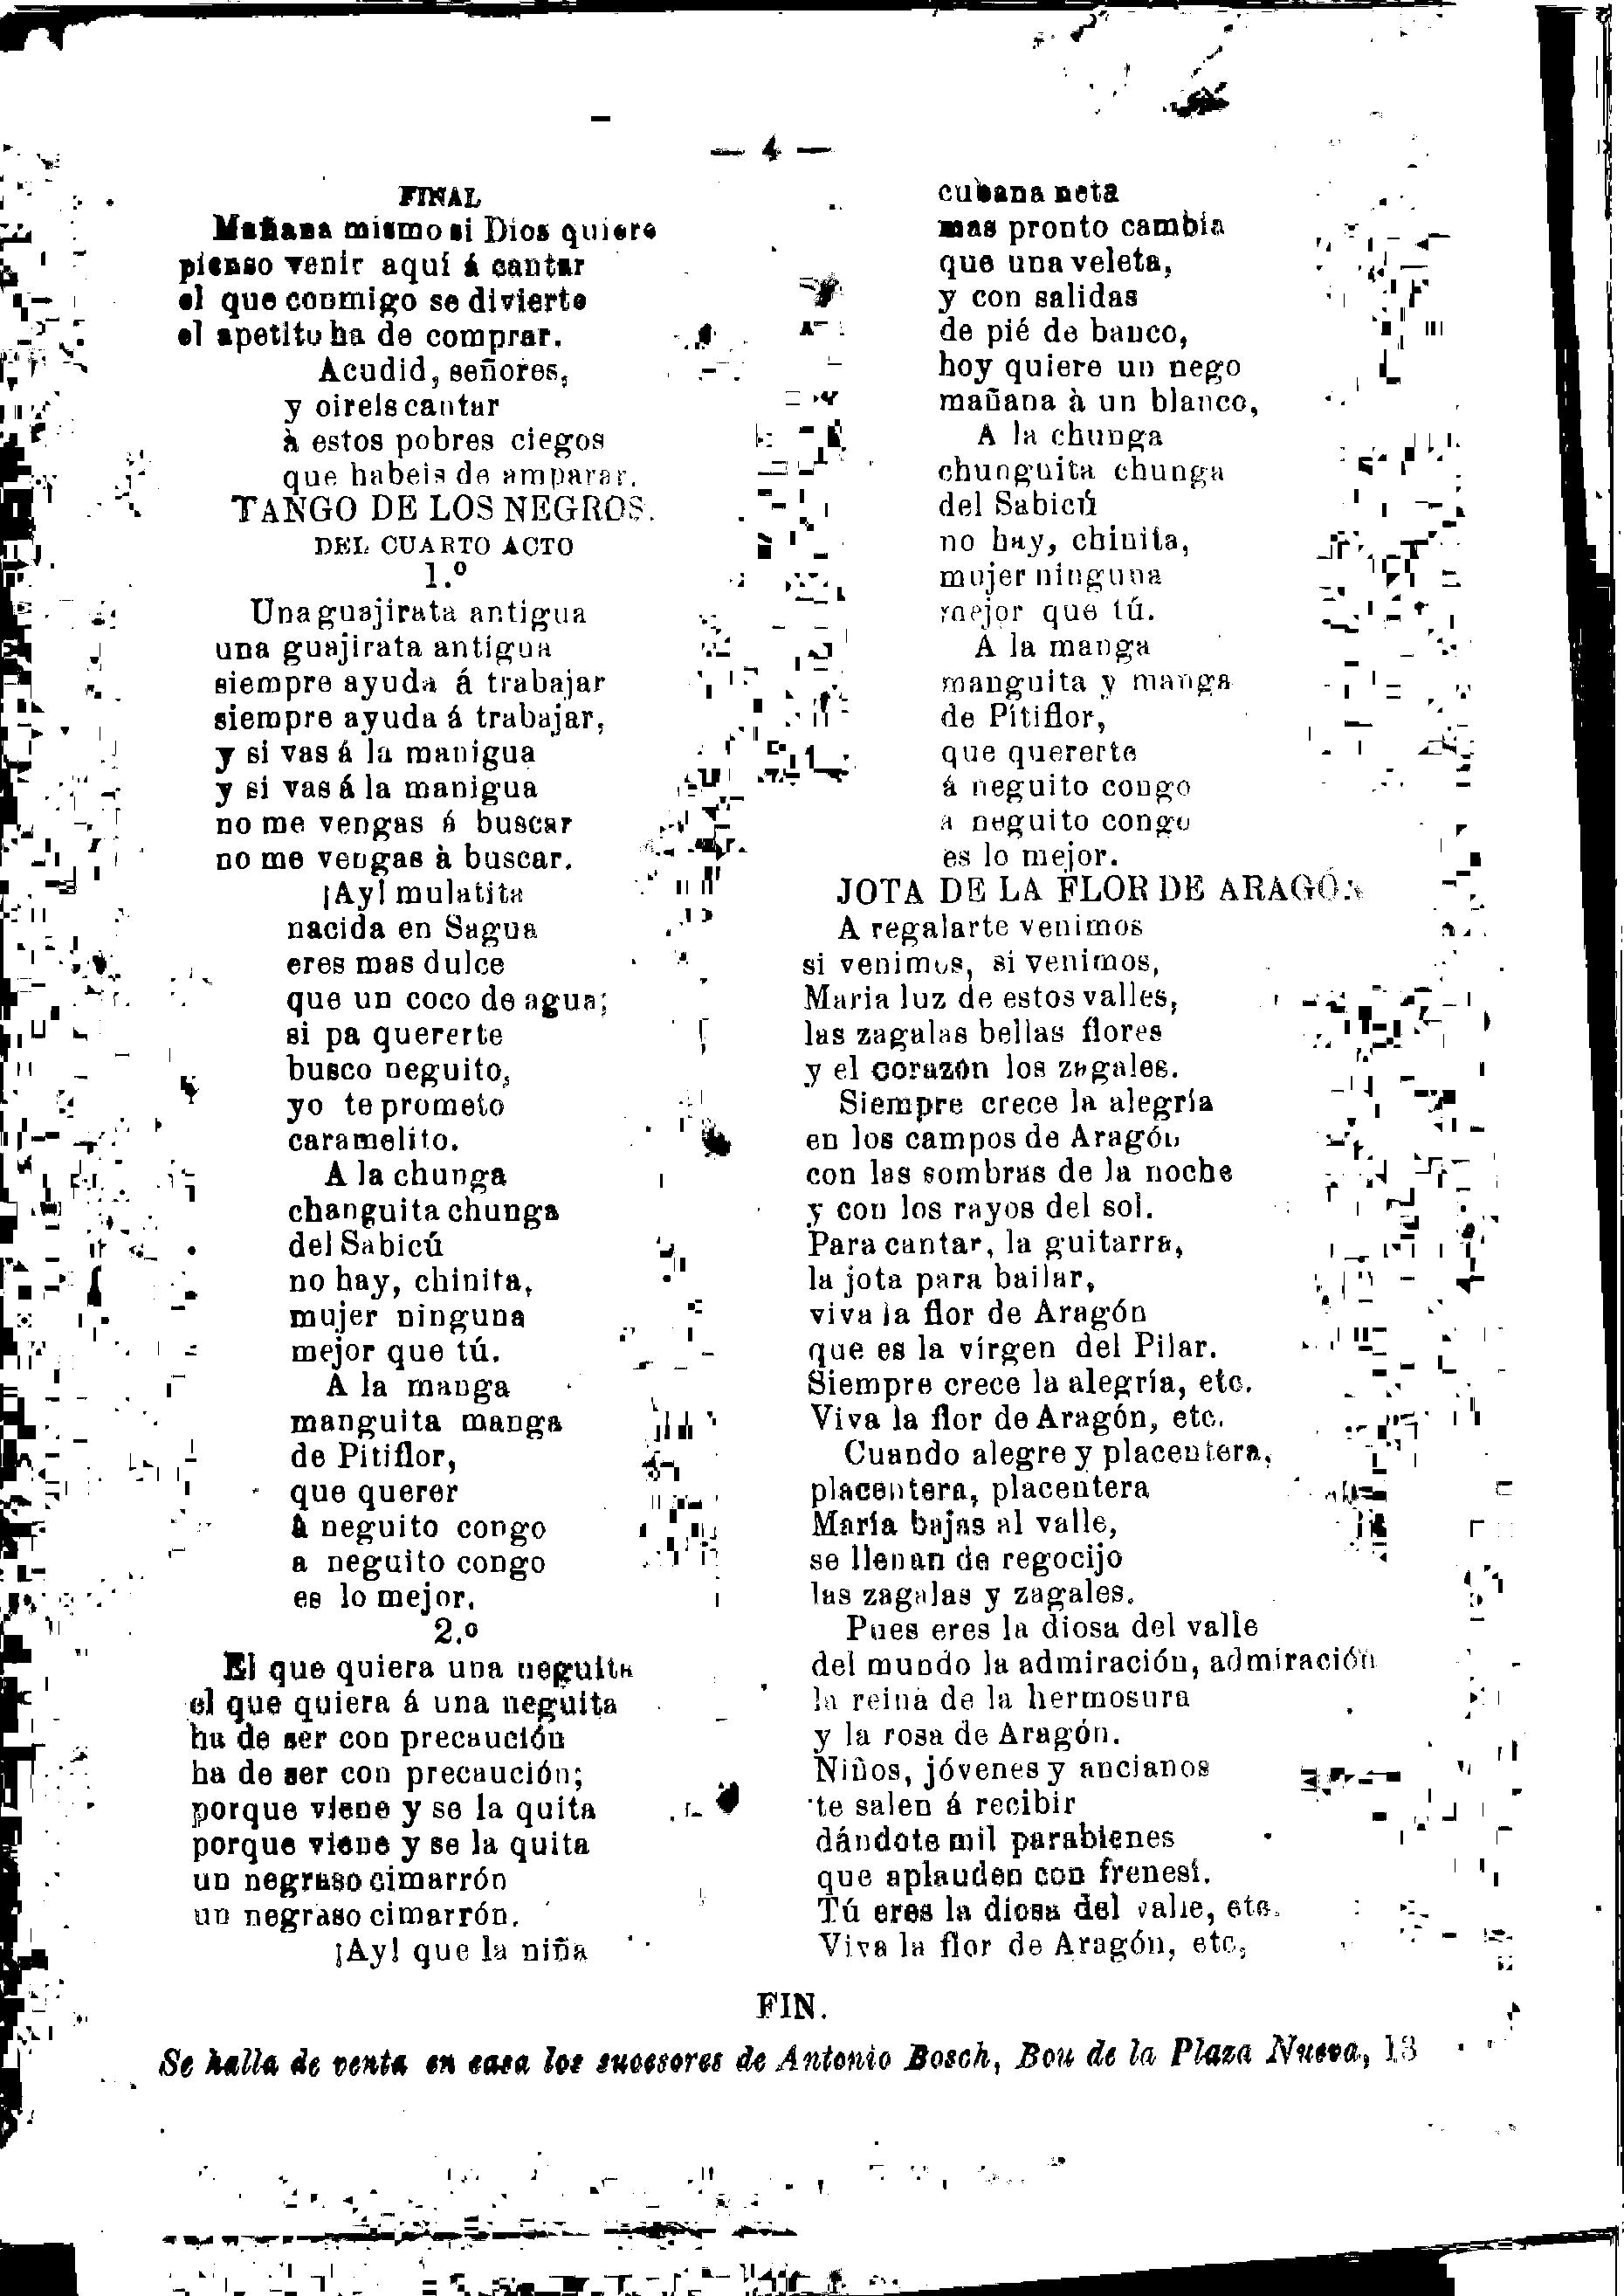 — 4 —
FINAL
Mañana mismo si Dios quiere
pienso venir aquí á cantar
el que conmigo se divierte
el apetito ha de comprar.
Acudid, señores,
y oireis cantar
à estos pobres ciegos
que habeis de amparar.
TANGO DE LOS NEGROS.
DEL CUARTO ACTO
1.º
Una guajirata antigua
una guajirata antigua
siempre ayuda á trabajar
siempre ayuda á trabajar,
y si vas á la manigua
y si vas á la manigua
no me vengas á buscar
no me vengas à buscar.
¡Ay! mulatita
nacida en Sagua
eres mas dulce
que un coco de agua;
si pa quererte
busco neguito,
yo te prometo
caramelito.
A la chunga
changuita chunga
del Sabicú
no hay, chinita,
mujer ninguna
mejor que tú.
A la manga
manguita manga
de Pitiflor,
que querer
à neguito congo
a neguito congo
es lo mejor.
2.º
El que quiera una neguita
el que quiera á una neguita
ha de ser con precaución
ha de ser con precaución;
porque viene y se la quita
porque viene y se la quita
un negraso cimarrón
un negraso cimarrón.
¡Ay! que la niña
cubana neta
mas pronto cambia
que una veleta,
y con salidas
de pié de banco,
hoy quiere un nego
mañana à un blanco,
A la chunga
chunguita chunga
del Sabicú
no hay, chinita,
mujer ninguna
mejor que tú.
A la manga
manguita y manga
de Pitiflor,
que quererte
á neguito congo
a neguito congo
es lo mejor.
JOTA DE LA FLOR DE ARAGÓN
A regalarte venimos
si venimos, si venimos,
Maria luz de estos valles,
las zagalas bellas flores
y el corazón los zagales.
Siempre crece la alegría
en los campos de Aragón
con las sombras de la noche
y con los rayos del sol.
Para cantar, la guitarra,
la jota para bailar,
viva la flor de Aragón
que es la vírgen del Pilar.
Siempre crece la alegría, etc.
Viva la flor de Aragón, etc.
Cuando alegre y placentera,
placentera, placentera
María bajas al valle,
se llenan de regocijo
las zagalas y zagales.
Pues eres la diosa del valle
del mundo la admiración, admiración
la reina de la hermosura
y la rosa de Aragón.
Niños, jóvenes y ancianos
te salen á recibir
dándote mil parabienes
que aplauden con frenesí.
Tú eres la diosa del valle, etc.
Viva la flor de Aragón, etc,
FIN.
Se halla de venta en casa los sucesores de Antonio Bosch, Bou de la Plaza Nueva, 13